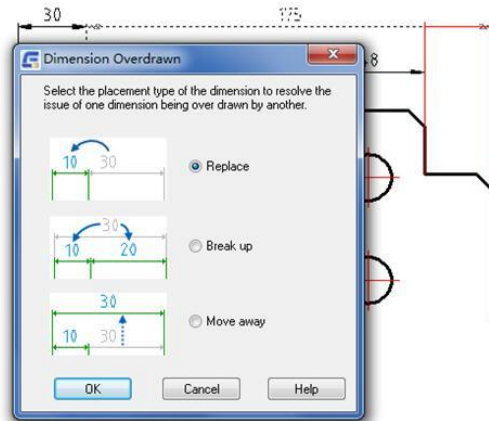 30
175
Dimension Overdrawn
48
Select the placement type of the dimension to resolve the
issue of one dimension being over drawn by another.
10 30
Replace
30
10 20
Break up
30
Move away
10 30
OK Cancel Help